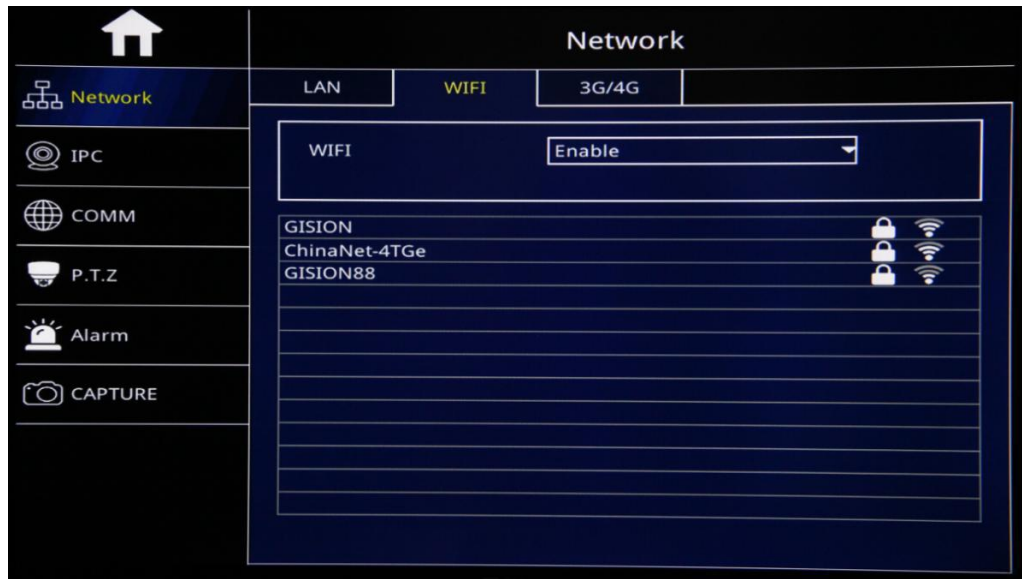 Network
Network
LAN WIFI 3G/4G
WIFI Enable
IPC
COMM
P.T.Z
Alarm
CAPTURE
GISION
ChinaNet-4TGe
GISION88